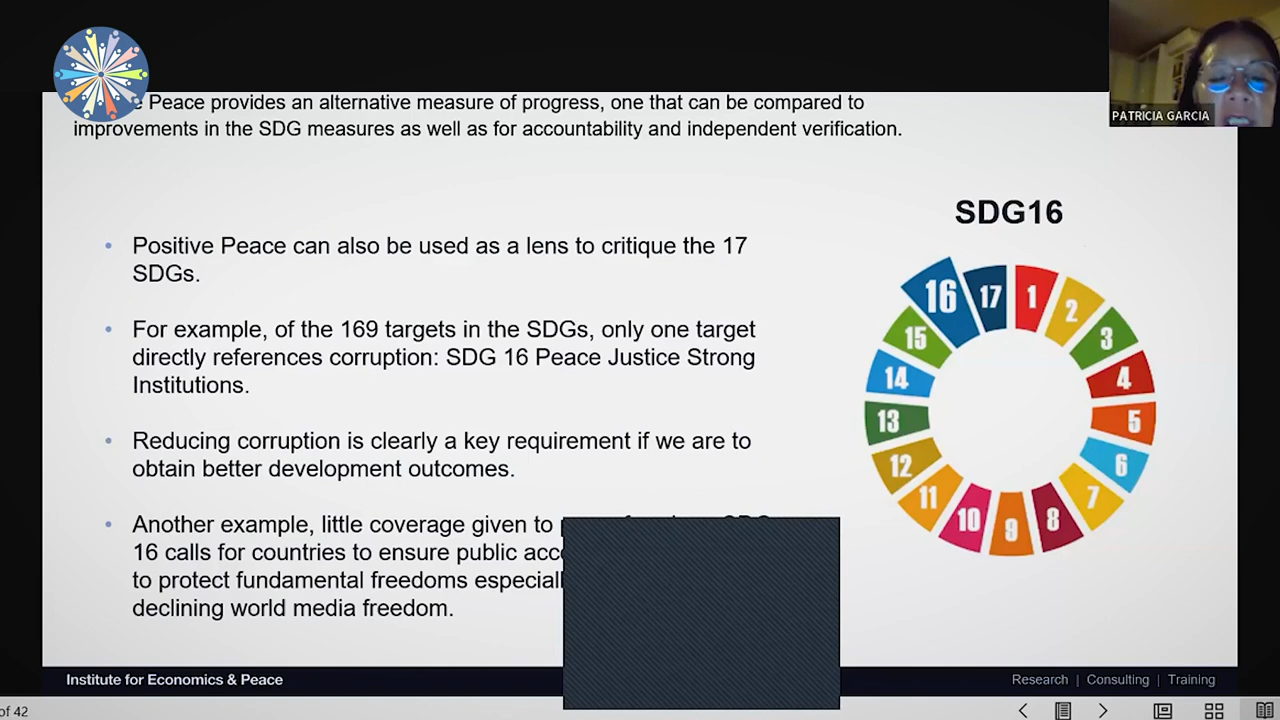 Peace provides an alternative measure of progress, one that can be compared to
improvements in the SDG measures as well as for accountability and independent verification.
PATRICIA GARCIA
SDG16
• Positive Peace can also be used as a lens to critique the 17
SDGs.
• For example, of the 169 targets in the SDGs, only one target
directly references corruption: SDG 16 Peace Justice Strong
Institutions.
• Reducing corruption is clearly a key requirement if we are to
obtain better development outcomes.
• Another example, little coverage given to
16 calls for countries to ensure public
to protect fundamental freedoms
declining world media freedom.
1
2
3
4
5
6
7
8
9
10
11
12
13
14
15
16
17
Institute for Economics & Peace
Research | Consulting | Training
of 42